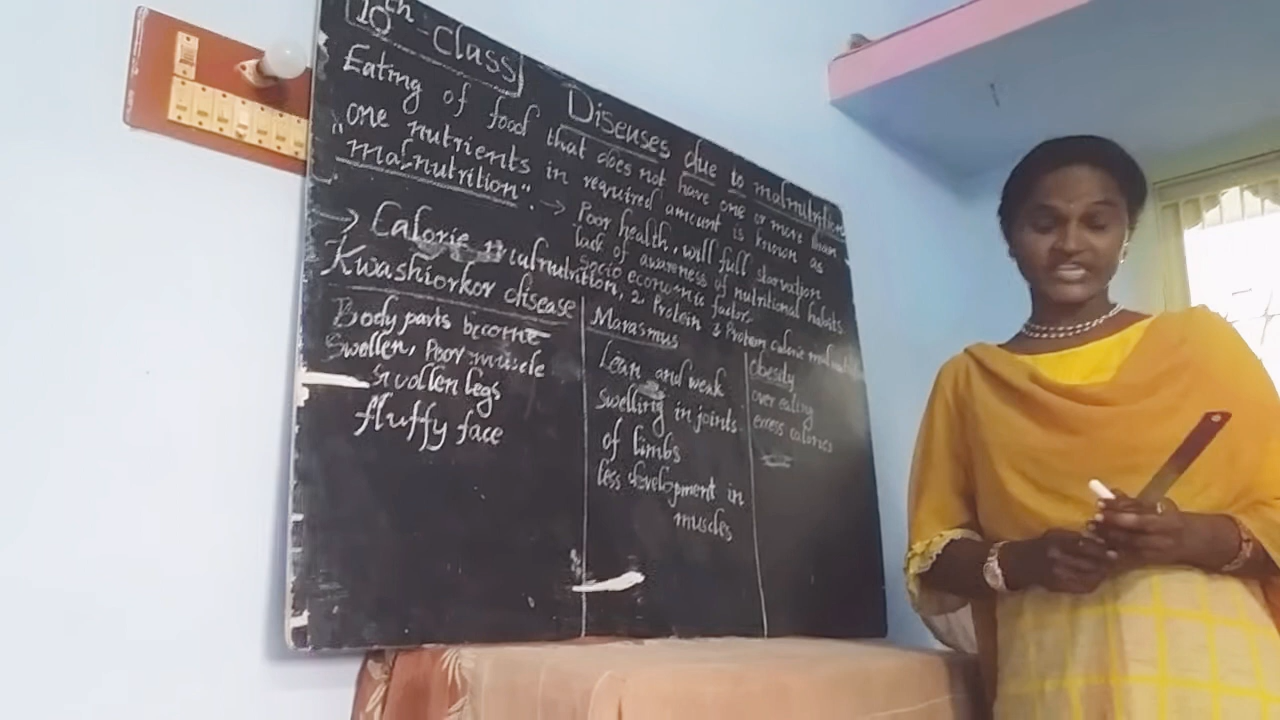 10th Class
Diseases due to malnutrition
Eating of food that does not have one or more than
one nutrients in required amount is known as
"malnutrition". → Poor health, will full starvation
lack of awareness of nutritional habits
Socio economic factor
→ Calorie malnutrition, 2. Protein 3 Protein calorie malnutrition
Kwashiorkor disease
Body parts become
Swollen, Poor muscle
Swollen legs
fluffy face
Marasmus
Lean and weak
Swelling in joints
of limbs
less development in
muscles
Obesity
over eating
excess calories